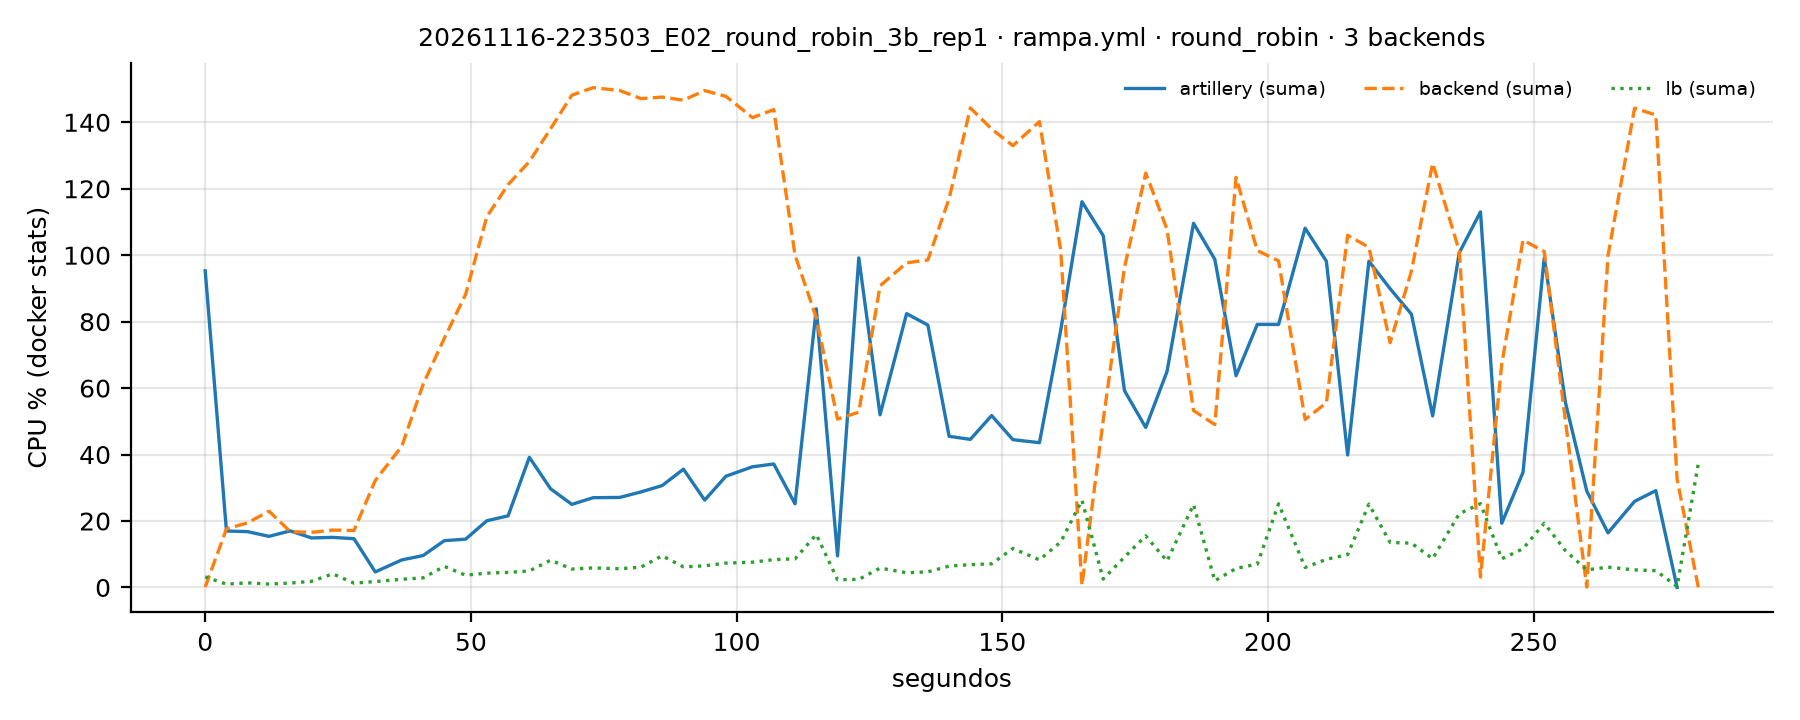 20261116-223503_E02_round_robin_3b_rep1 · rampa.yml · round_robin · 3 backends
artillery (suma) backend (suma) lb (suma)
CPU % (docker stats)
140
120
100
80
60
40
20
0
0 50 100 150 200 250
segundos